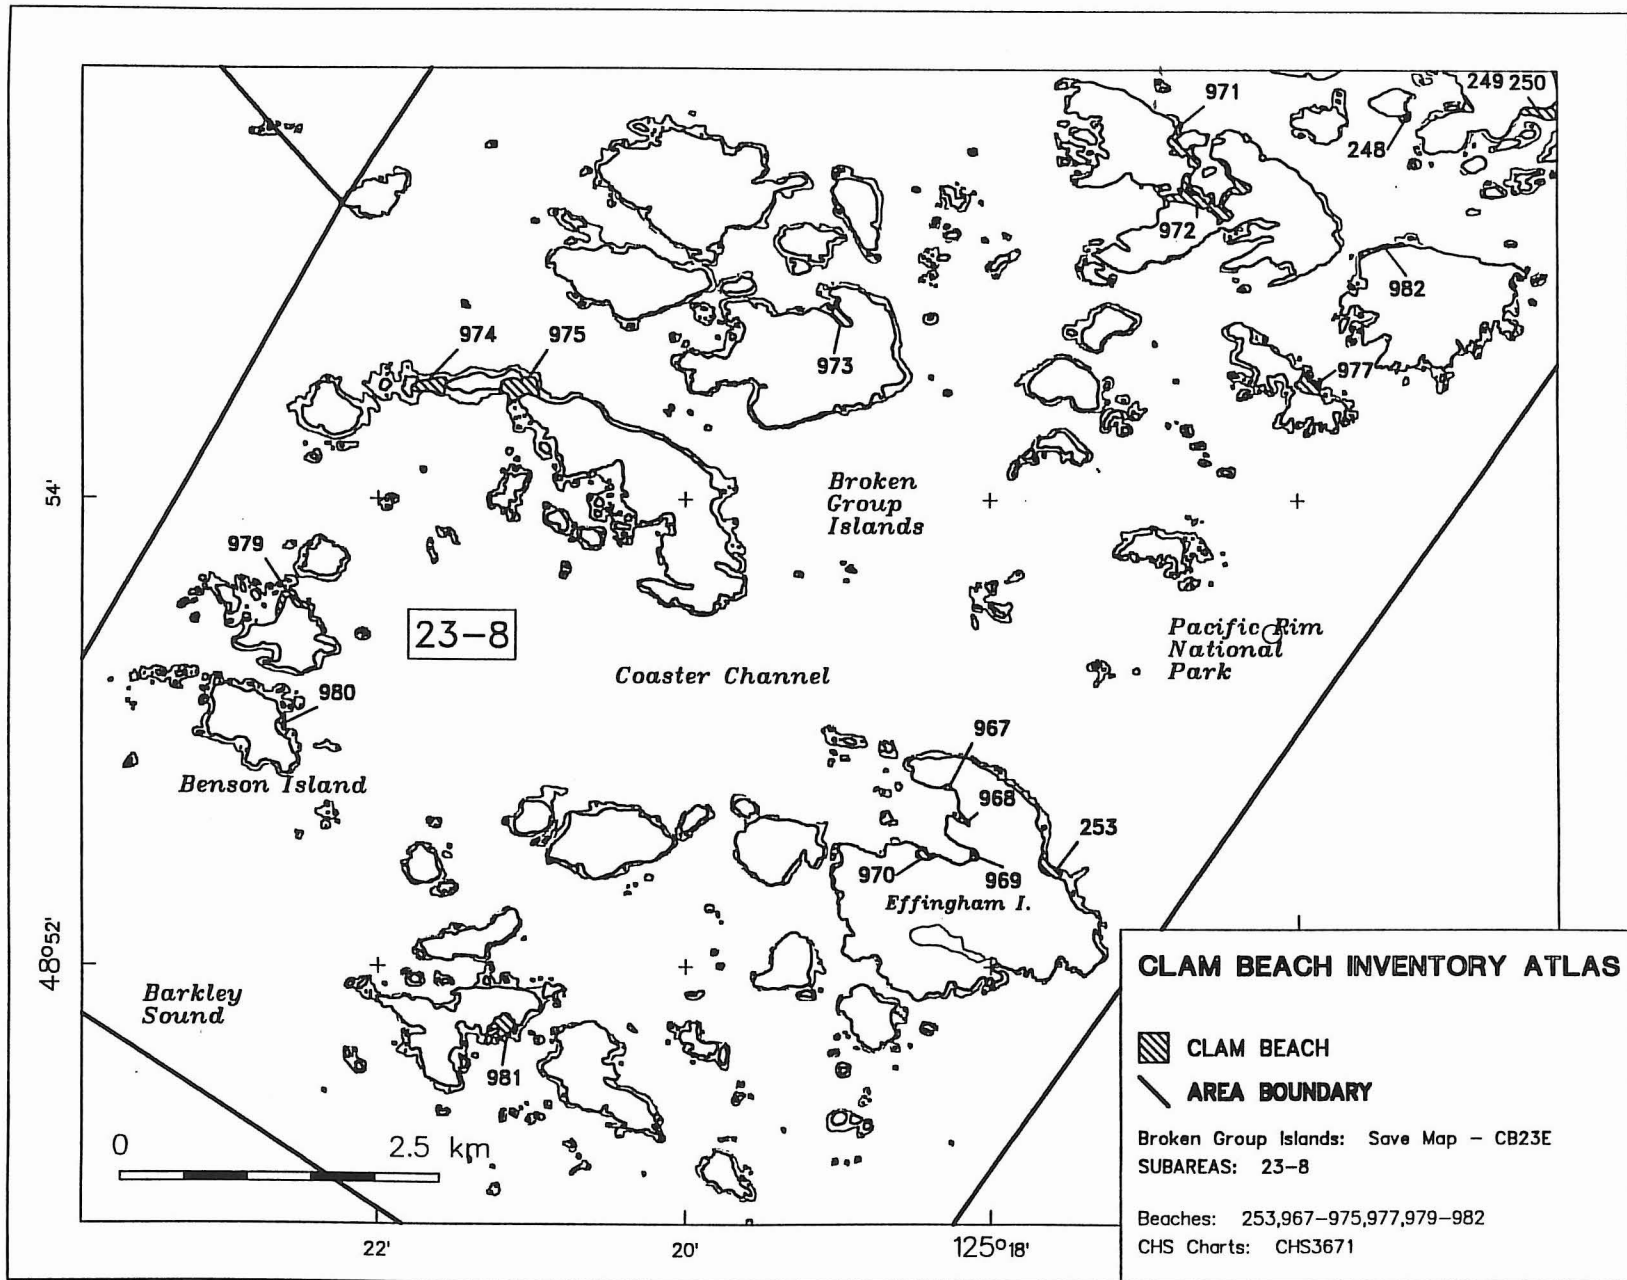 971
249 250
248
972
982
974
975
973
977
54'
Broken
Group
Islands
979
23-8
Pacific Rim
National
Park
Coaster Channel
980
967
Benson Island
968
253
970
969
Effingham I.
48°52'
Barkley
Sound
981
0 2.5 km
22' 20' 125°18'
CLAM BEACH INVENTORY ATLAS
CLAM BEACH
AREA BOUNDARY
Broken Group Islands: Save Map - CB23E
SUBAREAS: 23-8
Beaches: 253,967-975,977,979-982
CHS Charts: CHS3671